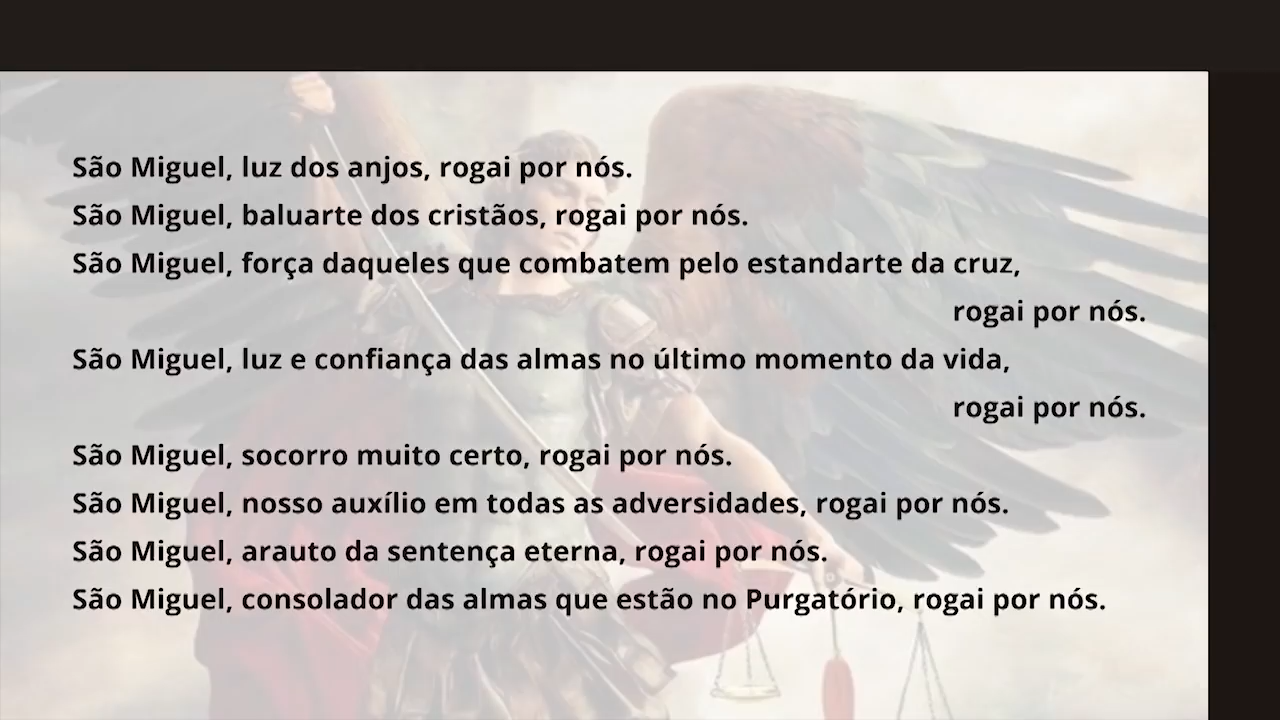 São Miguel, luz dos anjos, rogai por nós.
São Miguel, baluarte dos cristãos, rogai por nós.
São Miguel, força daqueles que combatem pelo estandarte da cruz,
rogai por nós.
São Miguel, luz e confiança das almas no último momento da vida,
rogai por nós.
São Miguel, socorro muito certo, rogai por nós.
São Miguel, nosso auxílio em todas as adversidades, rogai por nós.
São Miguel, arauto da sentença eterna, rogai por nós.
São Miguel, consolador das almas que estão no Purgatório, rogai por nós.